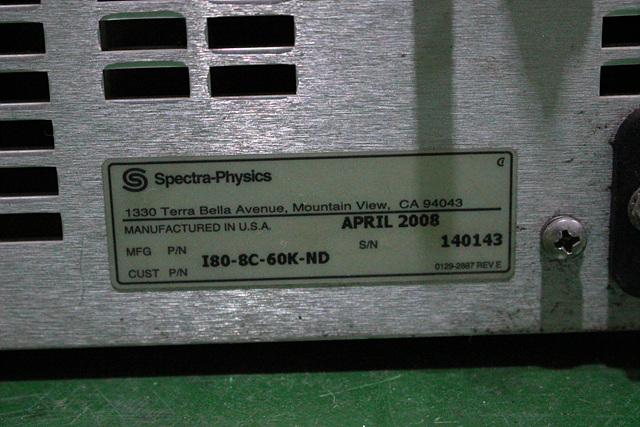 Spectra-Physics
1330 Terra Bella Avenue, Mountain View, CA 94043
MANUFACTURED IN U.S.A. APRIL 2008
MFG P/N I80-8C-60K-ND S/N 140143
CUST P/N 0129-2887 REV E